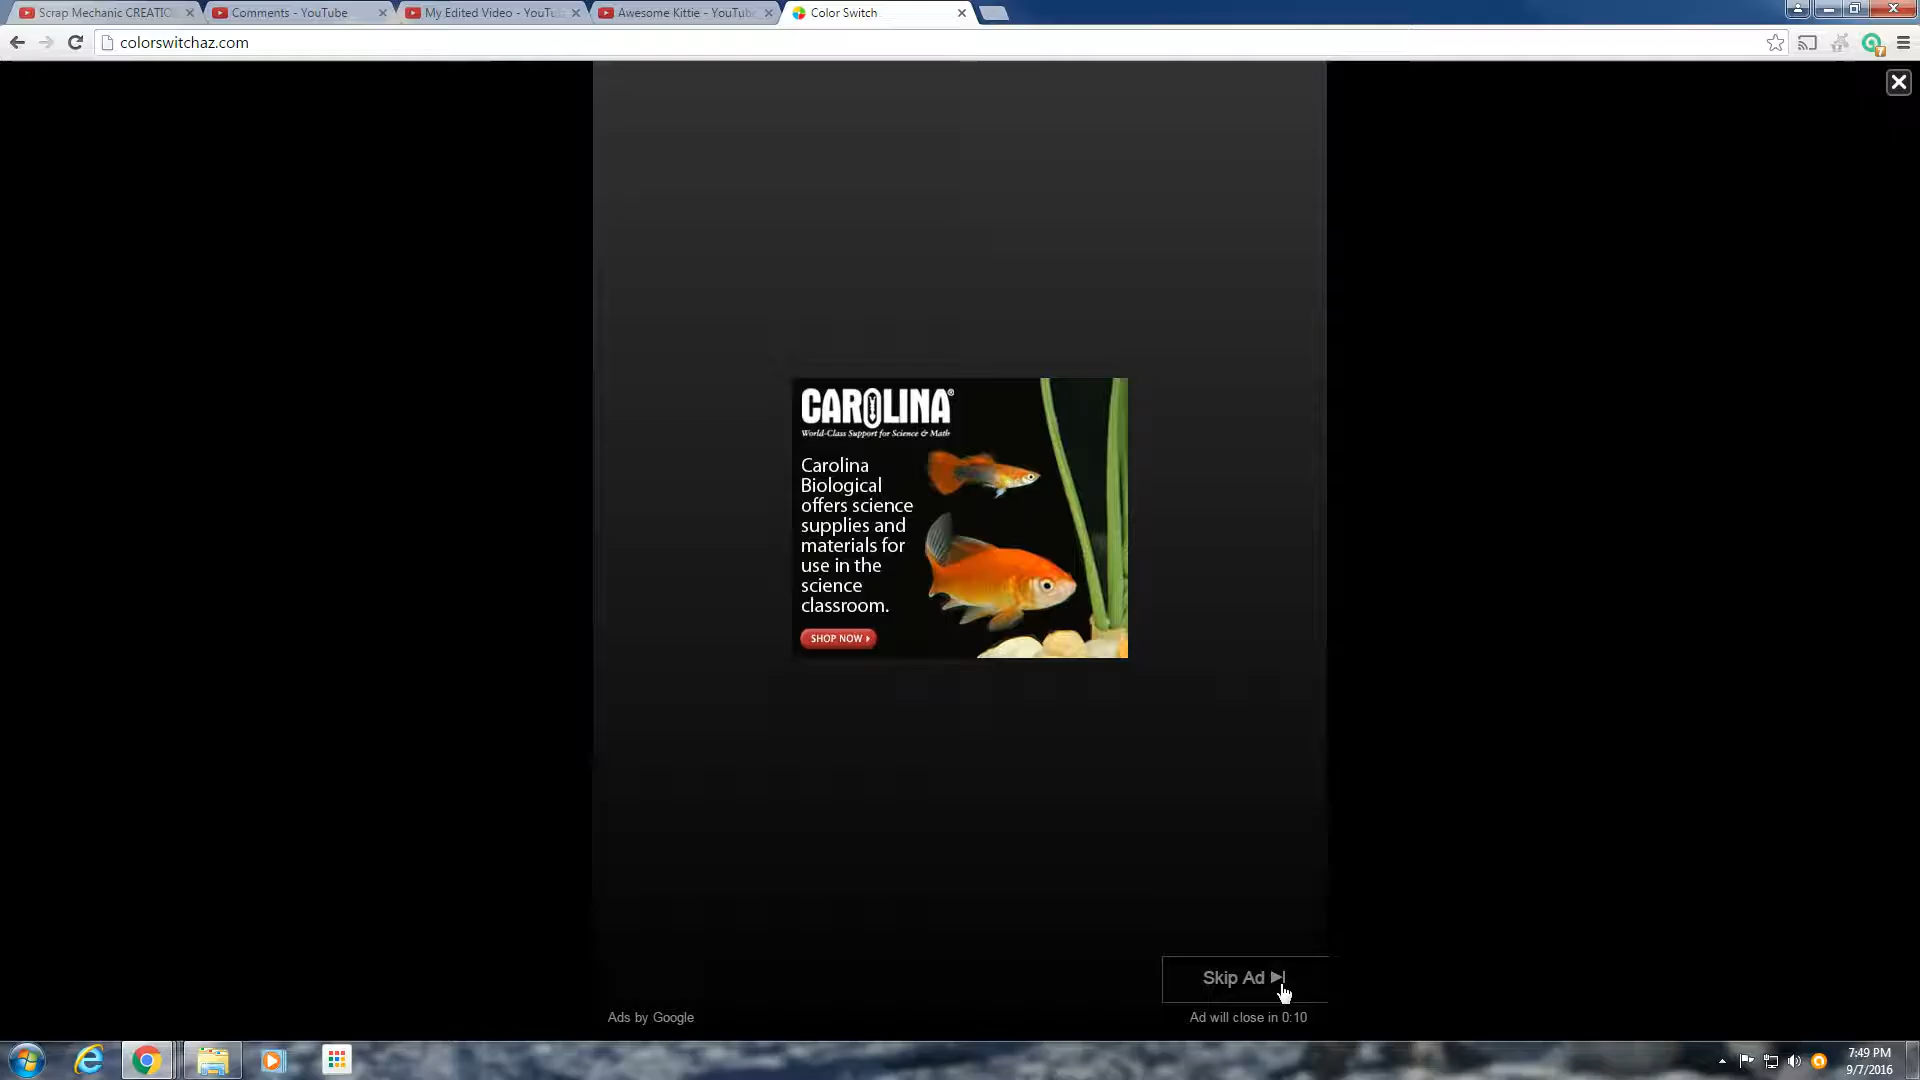 Scrap Mechanic CREATIO
Comments - YouTube
My Edited Video - YouTu
Awesome Kittie - YouTube
Color Switch
colorswitchaz.com
7
CAROLINA®
World-Class Support for Science & Math
Carolina
Biological
offers science
supplies and
materials for
use in the
science
classroom.
SHOP NOW
Skip Ad
Ads by Google
Ad will close in 0:10
7:49 PM
9/7/2016